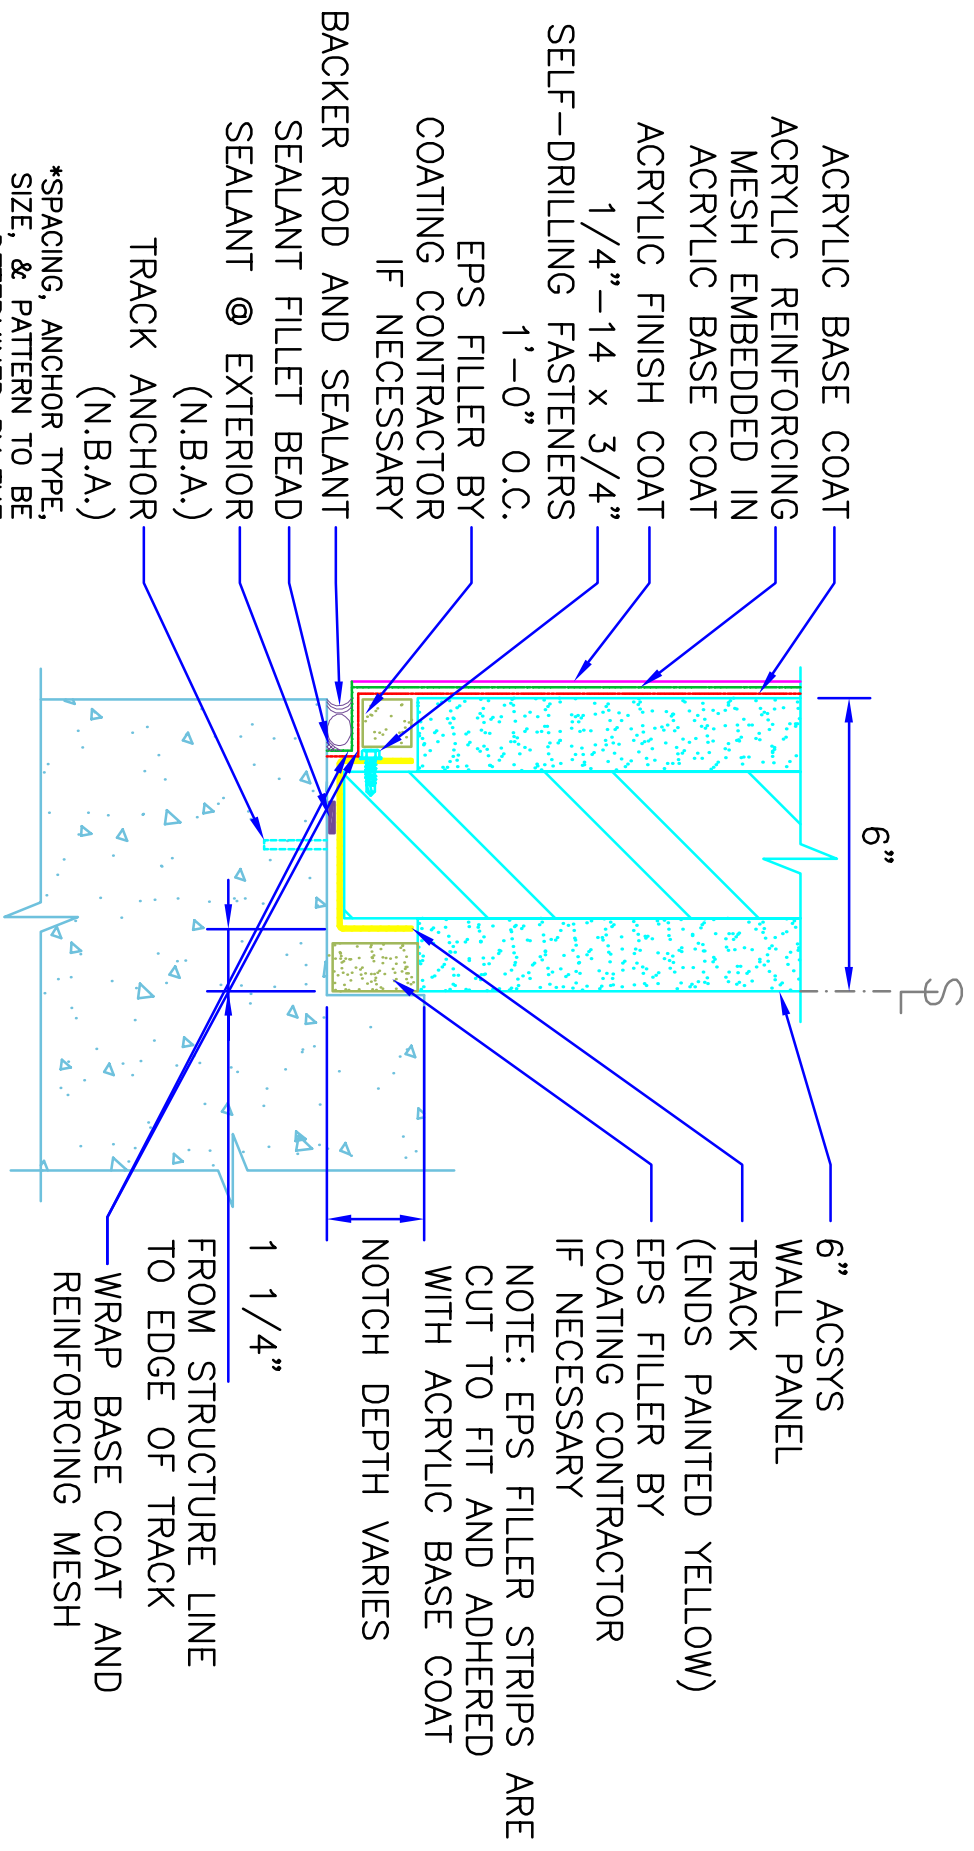 6"
SL
ACRYLIC BASE COAT
ACRYLIC REINFORCING
MESH EMBEDDED IN
ACRYLIC BASE COAT
ACRYLIC FINISH COAT
1/4"-14 x 3/4"
SELF-DRILLING FASTENERS
1'-0" O.C.
EPS FILLER BY
COATING CONTRACTOR
IF NECESSARY
BACKER ROD AND SEALANT
SEALANT FILLET BEAD
SEALANT @ EXTERIOR
(N.B.A.)
TRACK ANCHOR
(N.B.A.)
*SPACING, ANCHOR TYPE,
SIZE, & PATTERN TO BE
6" ACSYS
WALL PANEL
TRACK
(ENDS PAINTED YELLOW)
EPS FILLER BY
COATING CONTRACTOR
IF NECESSARY
NOTE: EPS FILLER STRIPS ARE
CUT TO FIT AND ADHERED
WITH ACRYLIC BASE COAT
NOTCH DEPTH VARIES
1 1/4"
FROM STRUCTURE LINE
TO EDGE OF TRACK
WRAP BASE COAT AND
REINFORCING MESH